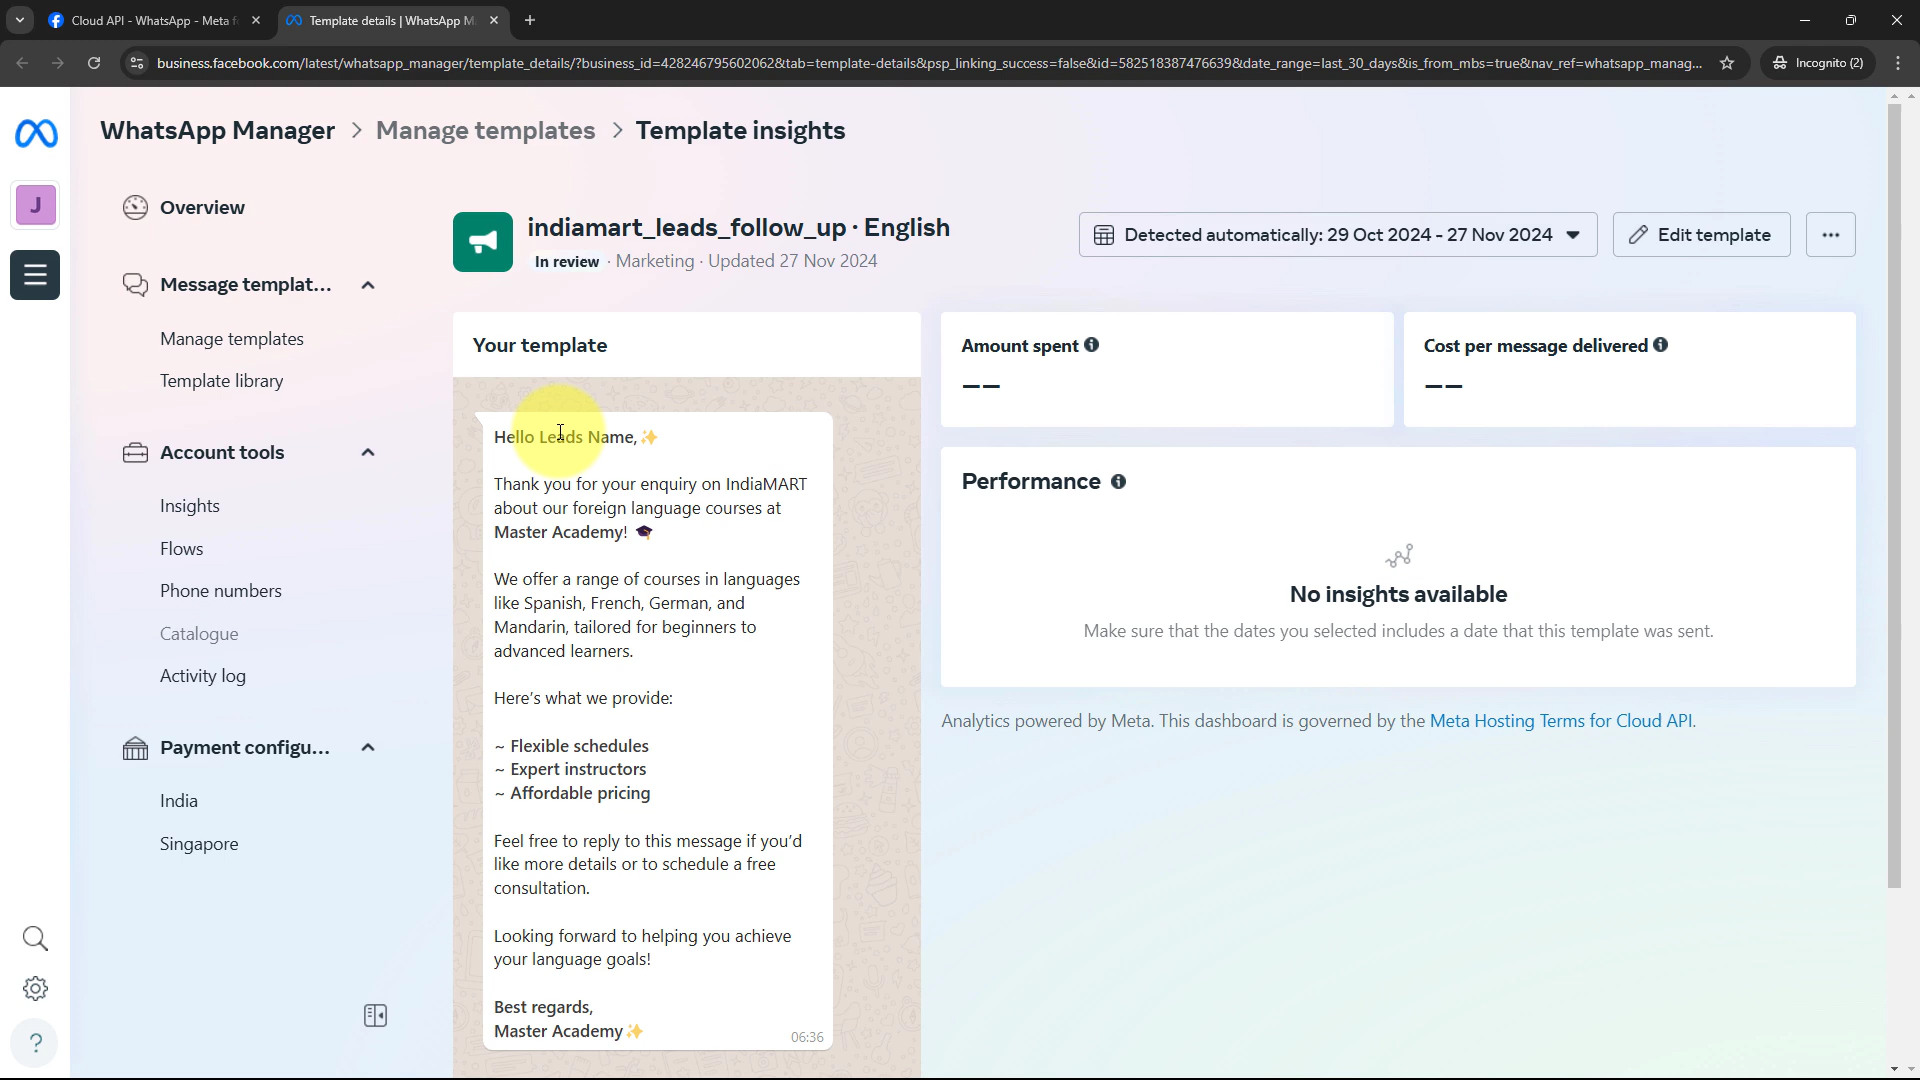 Cloud API - WhatsApp - Meta f
Template details | WhatsApp M
business.facebook.com/latest/whatsapp_manager/template_details/?business_id=428246795602062&tab=template-details&psp_linking_success=false&id=582518387476639&date_range=last_30_days&is_from_mbs=true&nav_ref=whatsapp_manag...
Incognito (2)
WhatsApp Manager > Manage templates > Template insights
J
Overview
Message templat...
Manage templates
Template library
Account tools
Insights
Flows
Phone numbers
Catalogue
Activity log
Payment configu...
India
Singapore
?
indiamart_leads_follow_up · English
In review · Marketing · Updated 27 Nov 2024
Detected automatically: 29 Oct 2024 - 27 Nov 2024
Edit template
...
Your template
Hello Leads Name,✨
Thank you for your enquiry on IndiaMART
about our foreign language courses at
Master Academy! 🎓
We offer a range of courses in languages
like Spanish, French, German, and
Mandarin, tailored for beginners to
advanced learners.
Here's what we provide:
~ Flexible schedules
~ Expert instructors
~ Affordable pricing
Feel free to reply to this message if you'd
like more details or to schedule a free
consultation.
Looking forward to helping you achieve
your language goals!
Best regards,
Master Academy✨
06:36
Amount spent
——
Cost per message delivered
——
Performance
No insights available
Make sure that the dates you selected includes a date that this template was sent.
Analytics powered by Meta. This dashboard is governed by the Meta Hosting Terms for Cloud API.